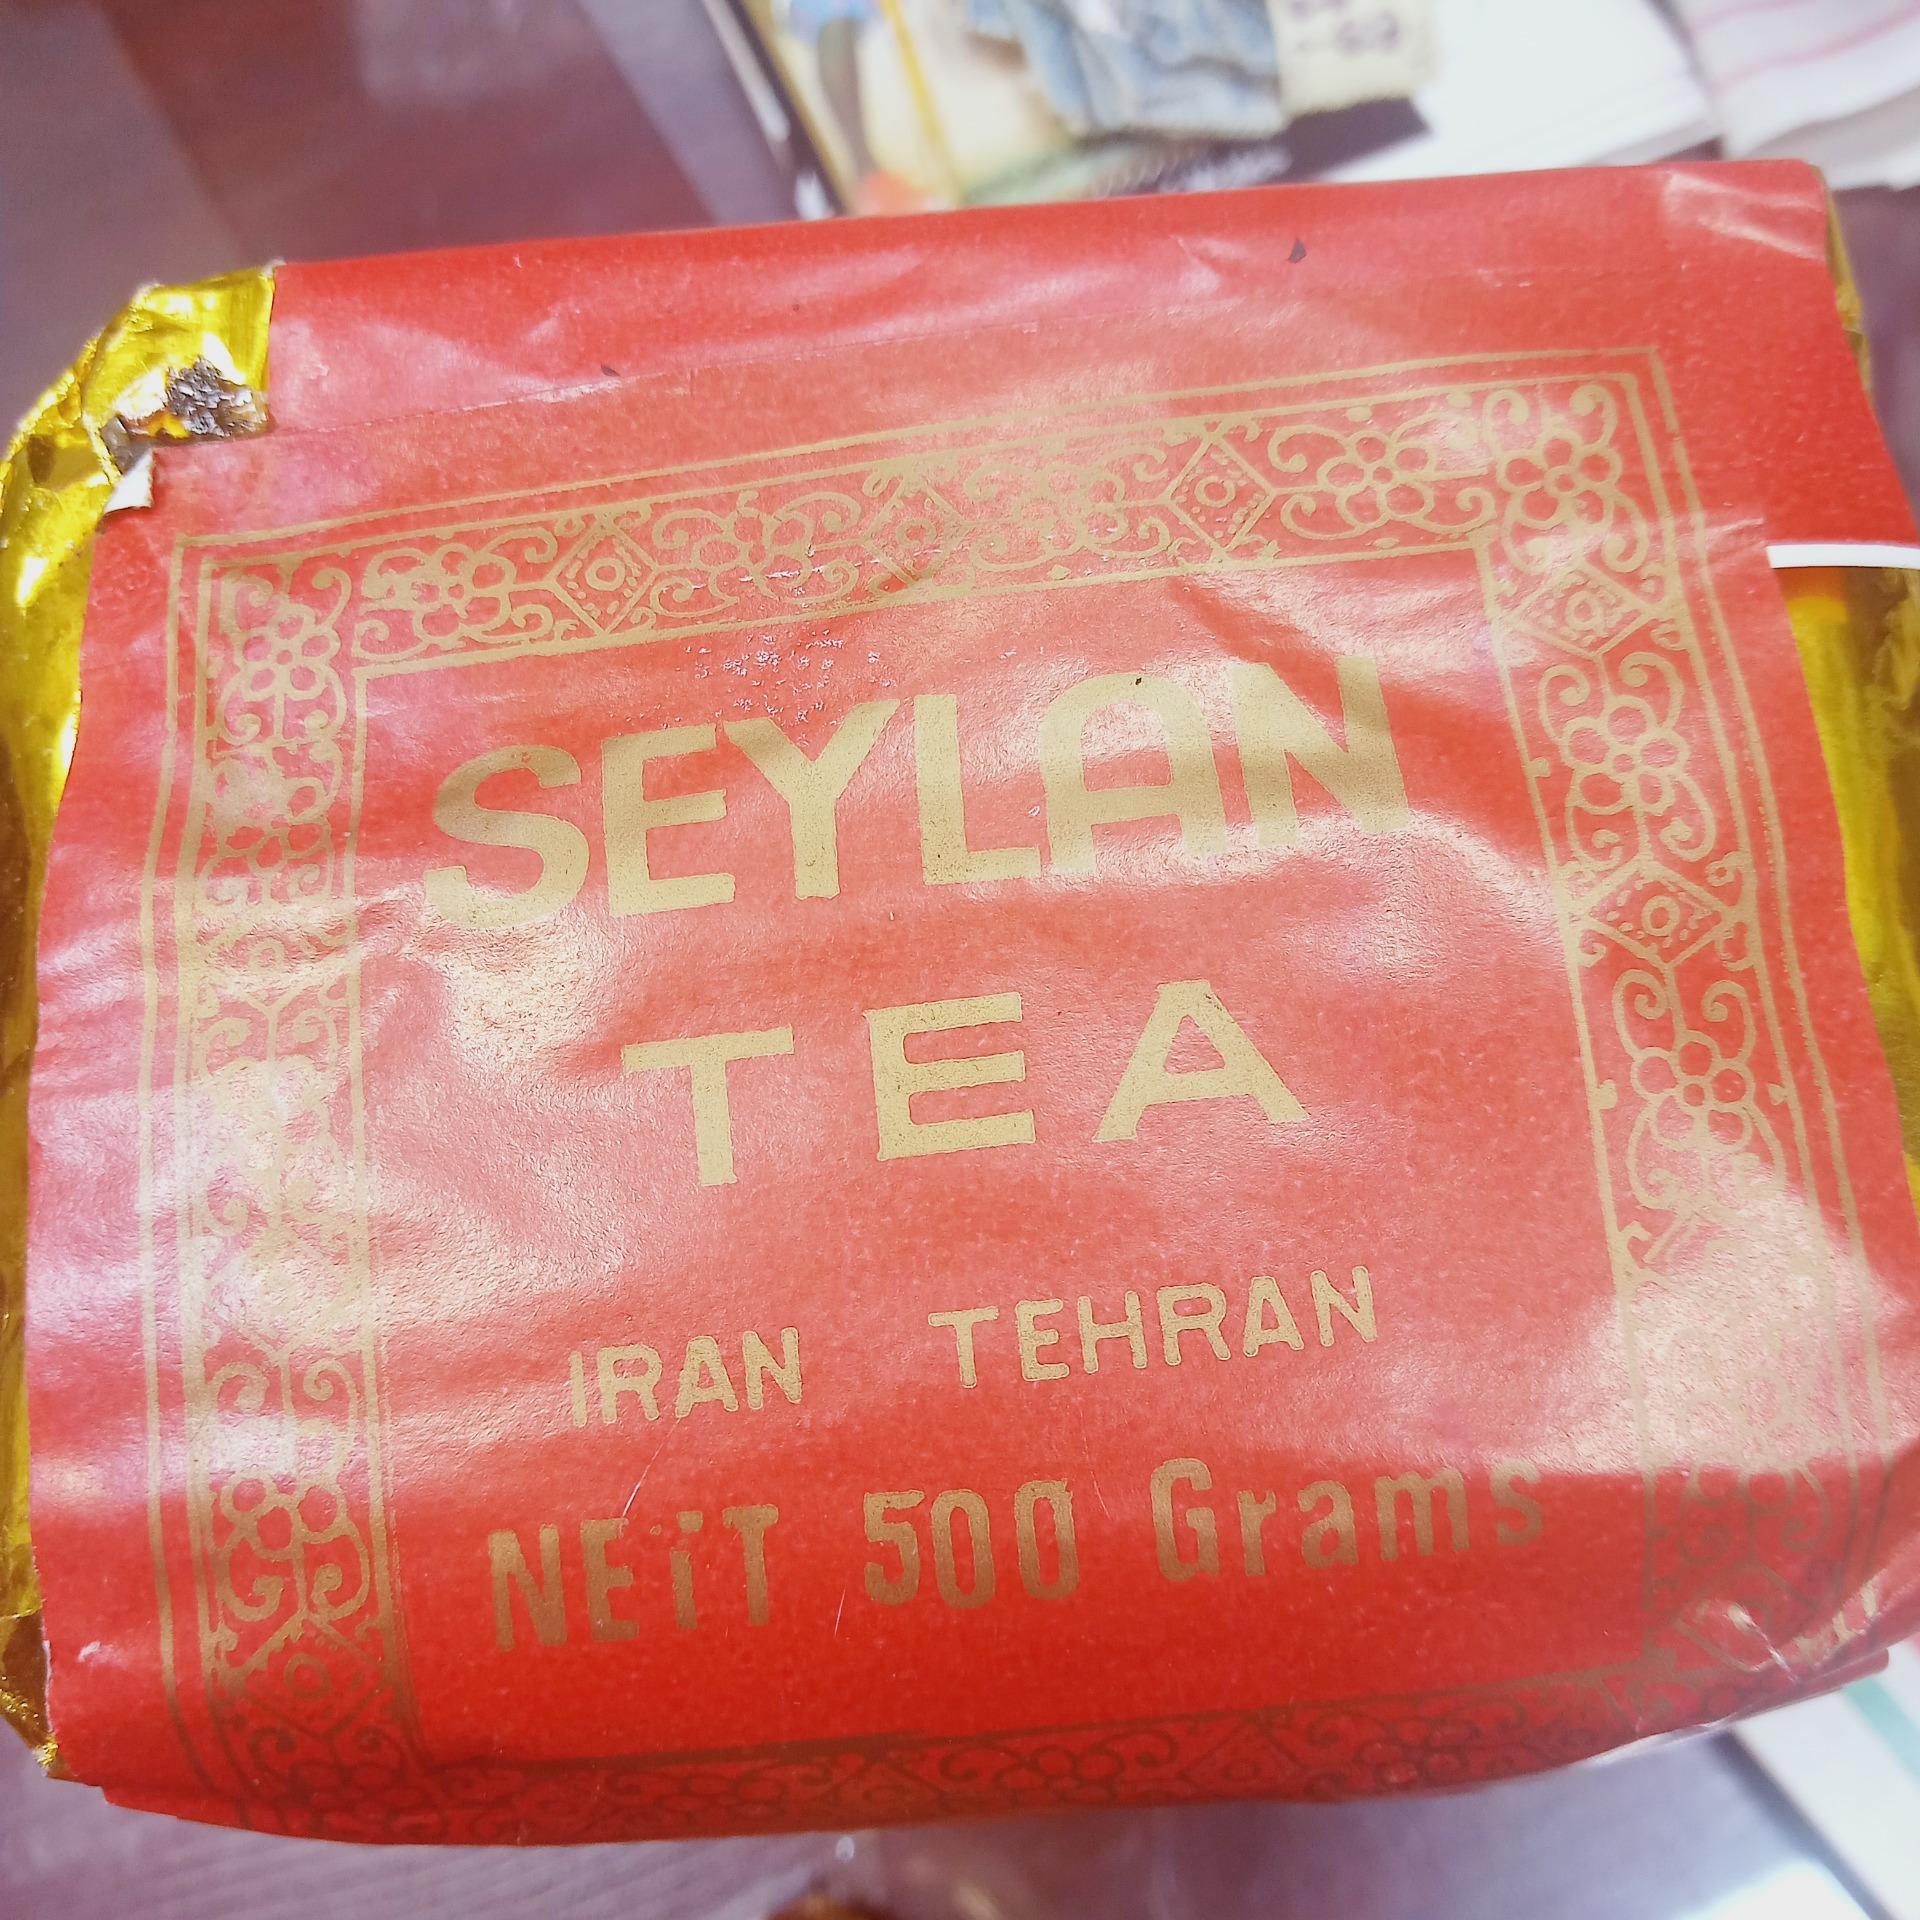 SEYLAN
TEA
IRAN TEHRAN
NEiT 500 Grams